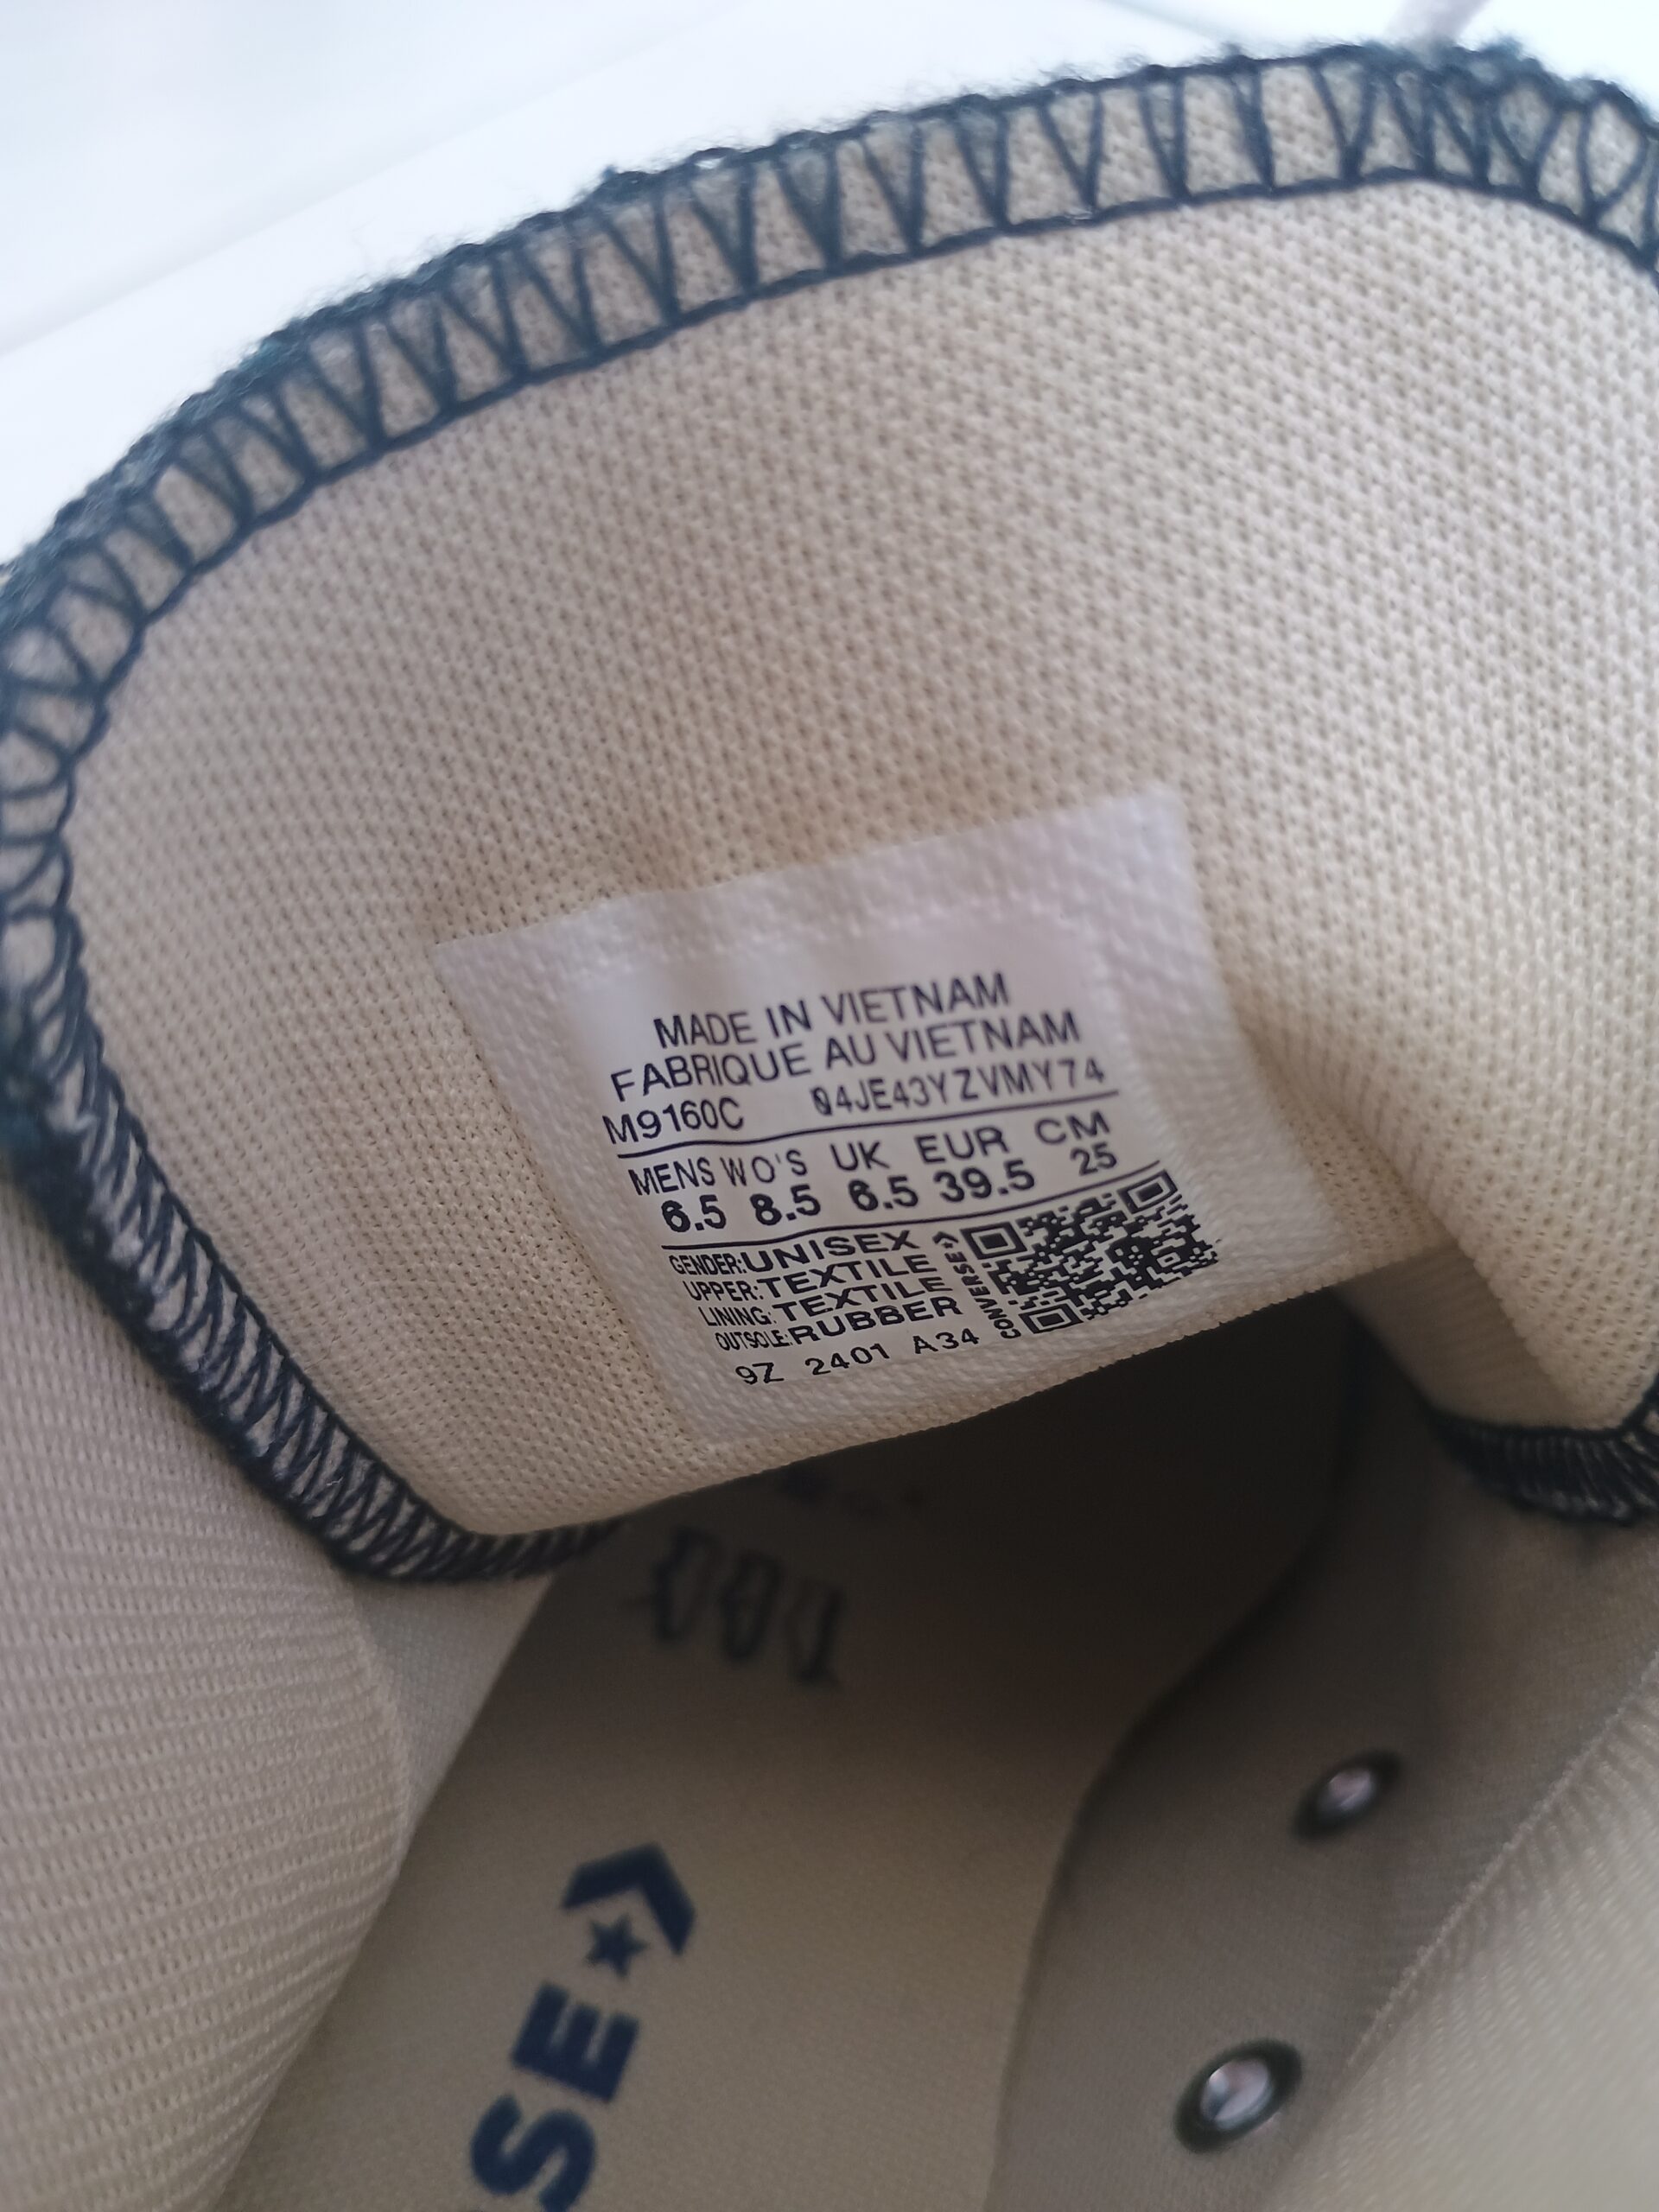 MADE IN VIETNAM
FABRIQUE AU VIETNAM
M9160C 04JE43YZVMY74
MENS WO'S UK EUR CM
6.5 8.5 6.5 39.5 25
GENDER:UNISEX
UPPER:TEXTILE
LINING:TEXTILE
OUTSOLE:RUBBER
9Z 2401 A34
CONVERSE